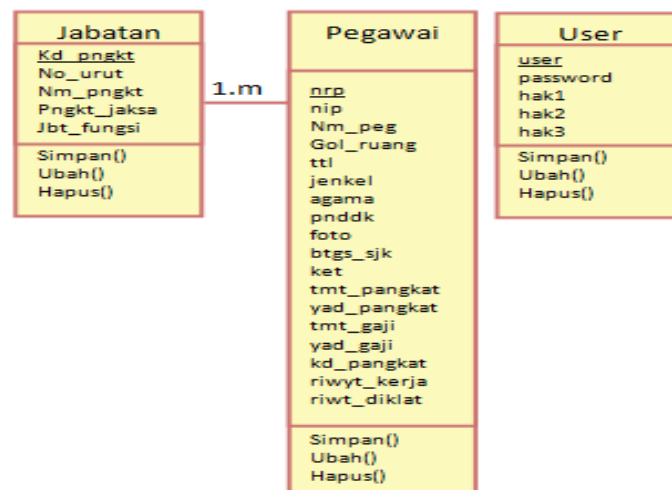 Jabatan
Kd_pngkt
No_urut
Nm_pngkt
Pngkt_jaksa
Jbt_fungsi
Simpan()
Ubah()
Hapus()
1.m
Pegawai
nrp
nip
Nm_peg
Gol_ruang
ttl
jenkel
agama
pnddk
foto
btgs_sjk
ket
tmt_pangkat
yad_pangkat
tmt_gaji
yad_gaji
kd_pangkat
riwyt_kerja
riwt_diklat
Simpan()
Ubah()
Hapus()
User
user
password
hak1
hak2
hak3
Simpan()
Ubah()
Hapus()